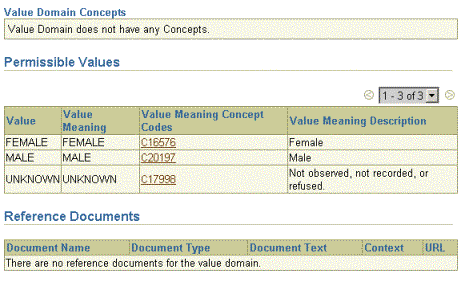 Value Domain Concepts
Value Domain does not have any Concepts.
Permissible Values
1 - 3 of 3
Value Value Meaning Value Meaning Concept Codes Value Meaning Description
FEMALE FEMALE C16576 Female
MALE MALE C20197 Male
UNKNOWN UNKNOWN C17998 Not observed, not recorded, or refused.
Reference Documents
Document Name Document Type Document Text Context URL
There are no reference documents for the value domain.